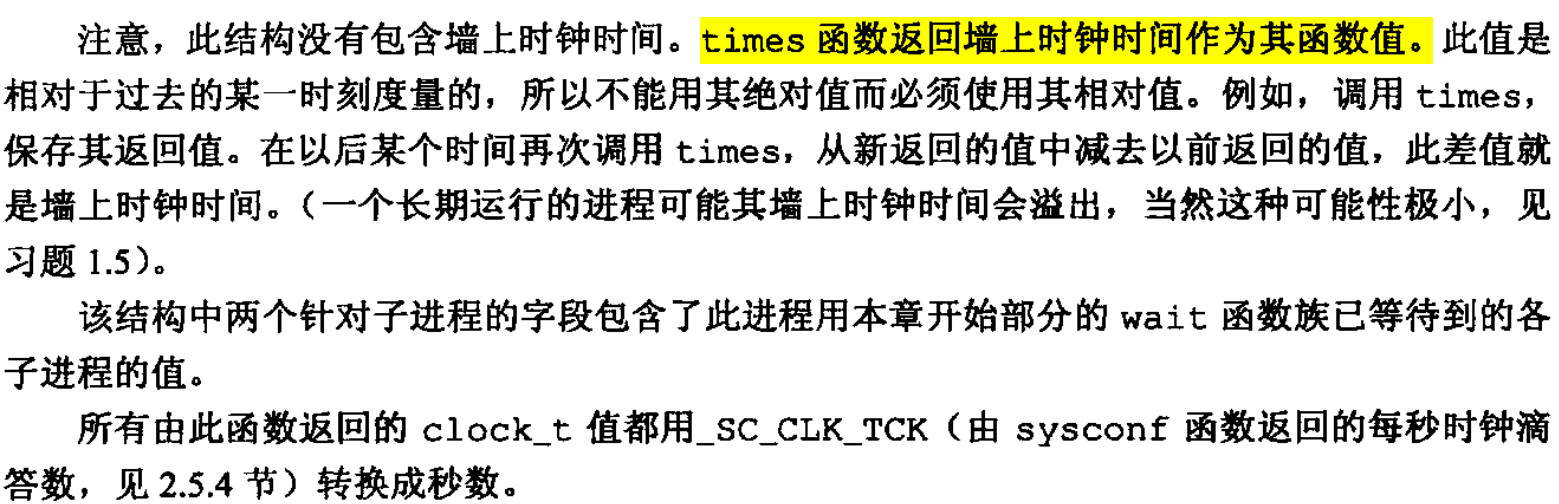 注意，此结构没有包含墙上时钟时间。times 函数返回墙上时钟时间作为其函数值。此值是
相对于过去的某一时刻度量的，所以不能用其绝对值而必须使用其相对值。例如，调用 times，
保存其返回值。在以后某个时间再次调用 times，从新返回的值中减去以前返回的值，此差值就
是墙上时钟时间。（一个长期运行的进程可能其墙上时钟时间会溢出，当然这种可能性极小，见
习题 1.5）。
该结构中两个针对子进程的字段包含了此进程用本章开始部分的 wait 函数族已等待到的各
子进程的值。
所有由此函数返回的 clock_t 值都用_SC_CLK_TCK（由 sysconf 函数返回的每秒时钟滴
答数，见 2.5.4 节）转换成秒数。